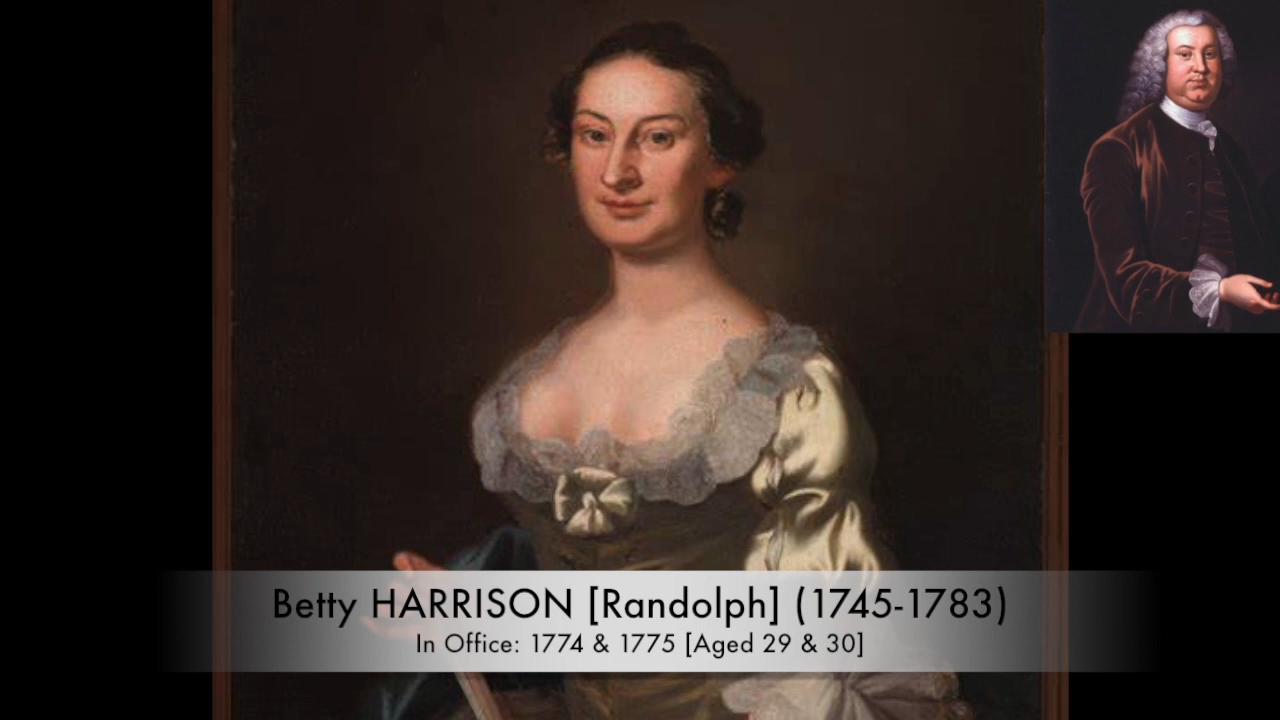 Betty HARRISON [Randolph] (1745-1783)
In Office: 1774 & 1775 [Aged 29 & 30]